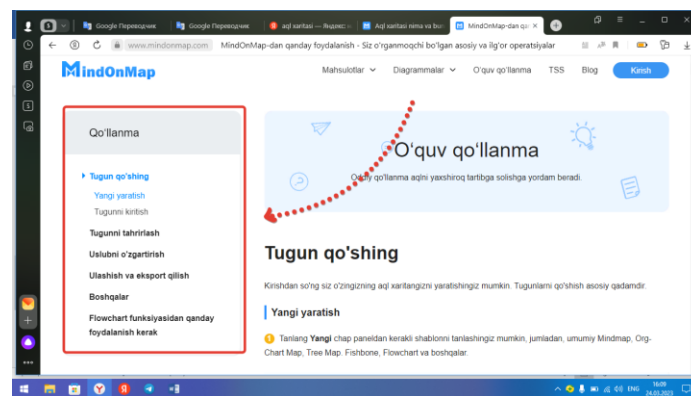 Google Переводчик
Google Переводчик
aql xaritasi — Яндекс: н
Aql xaritasi nima va bun
MindOnMap-dan qa
www.mindonmap.com MindOnMap-dan qanday foydalanish - Siz o'rganmoqchi bo'lgan asosiy va ilg'or operatsiyalar
MindOnMap
Mahsulotlar Diagrammalar O'quv qo'llanma TSS Blog Kirish
Qo'llanma
Tugun qo'shing
Yangi yaratish
Tugunni kiritish
Tugunni tahrirlash
Uslubni o'zgartirish
Ulashish va eksport qilish
Boshqalar
Flowchart funksiyasidan qanday
foydalanish kerak
O'quv qo'llanma
qo'llanma aqlni yaxshiroq tartibga solishga yordam beradi.
Tugun qo'shing
Kirishdan so'ng siz o'zingizning Aql xaritangizni yaratishingiz mumkin. Tugunlarni qo'shish asosiy qadamdir.
Yangi yaratish
1 Tanlang Yangi chap paneldan kerakli shablonni tanlashingiz mumkin, jumladan, umumiy Mindmap, Org-
Chart Map, Tree Map. Fishbone, Flowchart va boshqalar.
ENG
16:09
24.03.2023